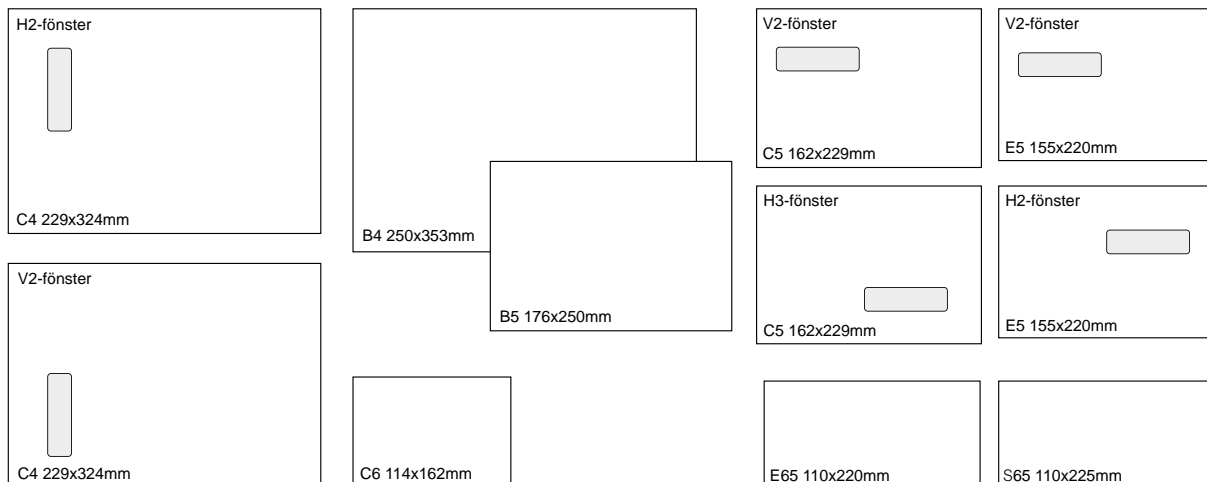 H2-fönster
C4 229x324mm
V2-fönster
C4 229x324mm
B4 250x353mm
B5 176x250mm
C6 114x162mm
V2-fönster
C5 162x229mm
V2-fönster
E5 155x220mm
H3-fönster
C5 162x229mm
H2-fönster
E5 155x220mm
E65 110x220mm
S65 110x225mm